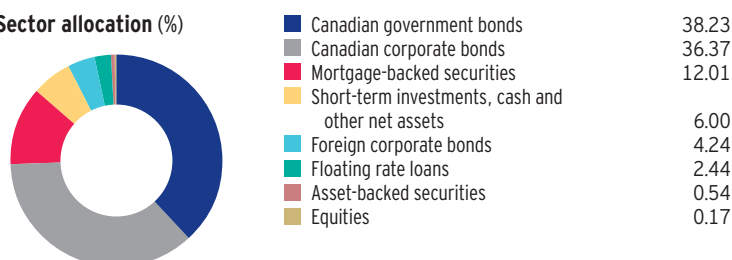 Sector allocation (%)
Canadian government bonds 38.23
Canadian corporate bonds 36.37
Mortgage-backed securities 12.01
Short-term investments, cash and
other net assets 6.00
Foreign corporate bonds 4.24
Floating rate loans 2.44
Asset-backed securities 0.54
Equities 0.17